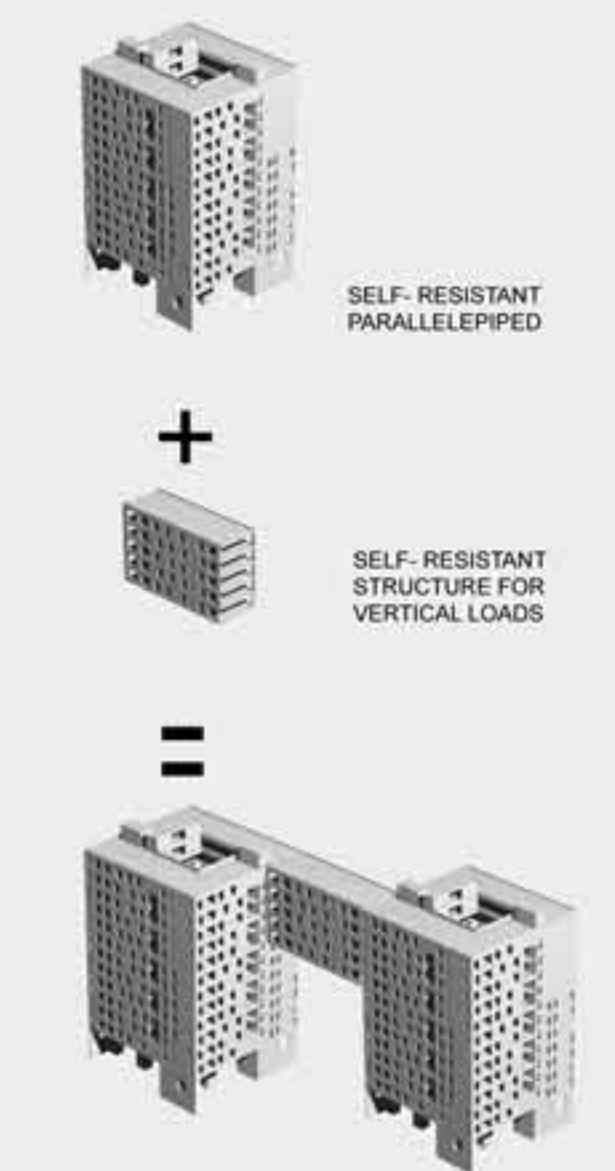 SELF- RESISTANT
PARALLELEPIPED
+
SELF- RESISTANT
STRUCTURE FOR
VERTICAL LOADS
=